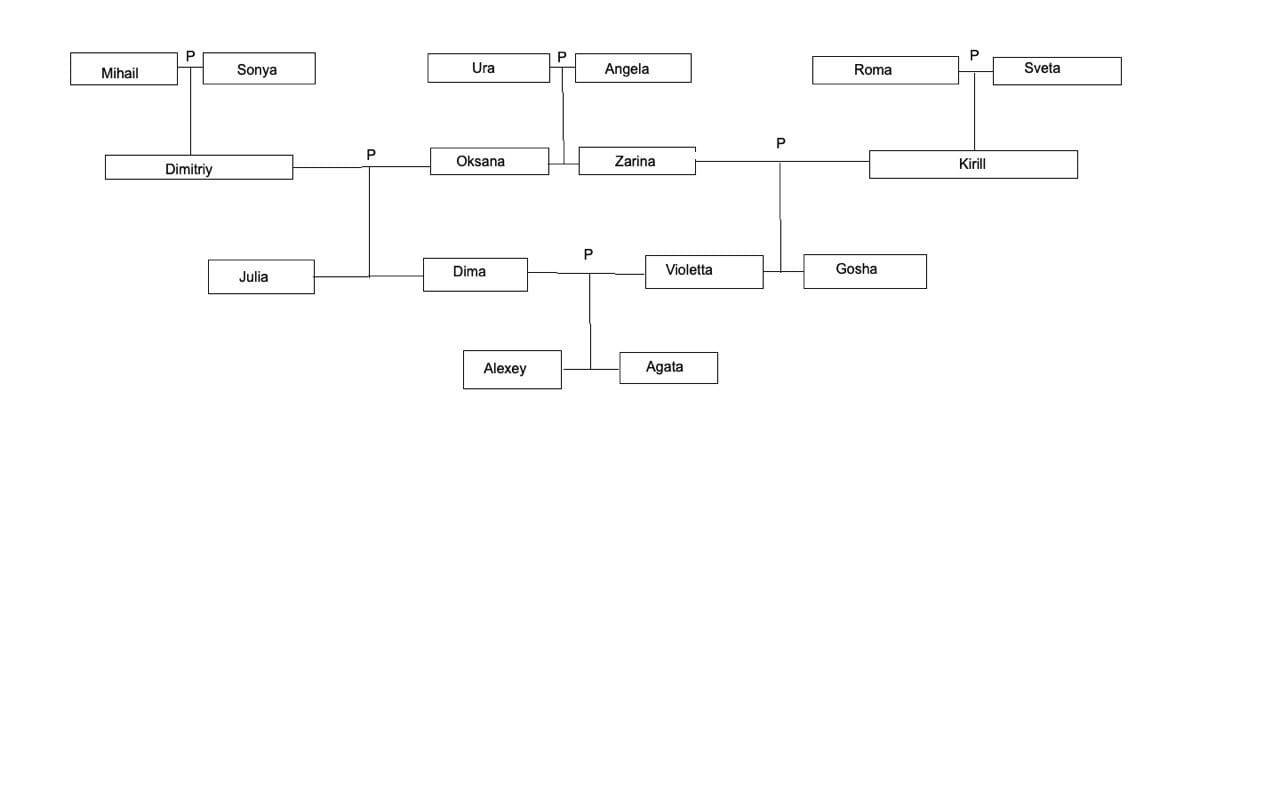 P
P
P
Mihail
Sonya
Ura
Angela
Roma
Sveta
P
P
Dimitriy
Oksana
Zarina
Kirill
P
Julia
Dima
Violetta
Gosha
Alexey
Agata